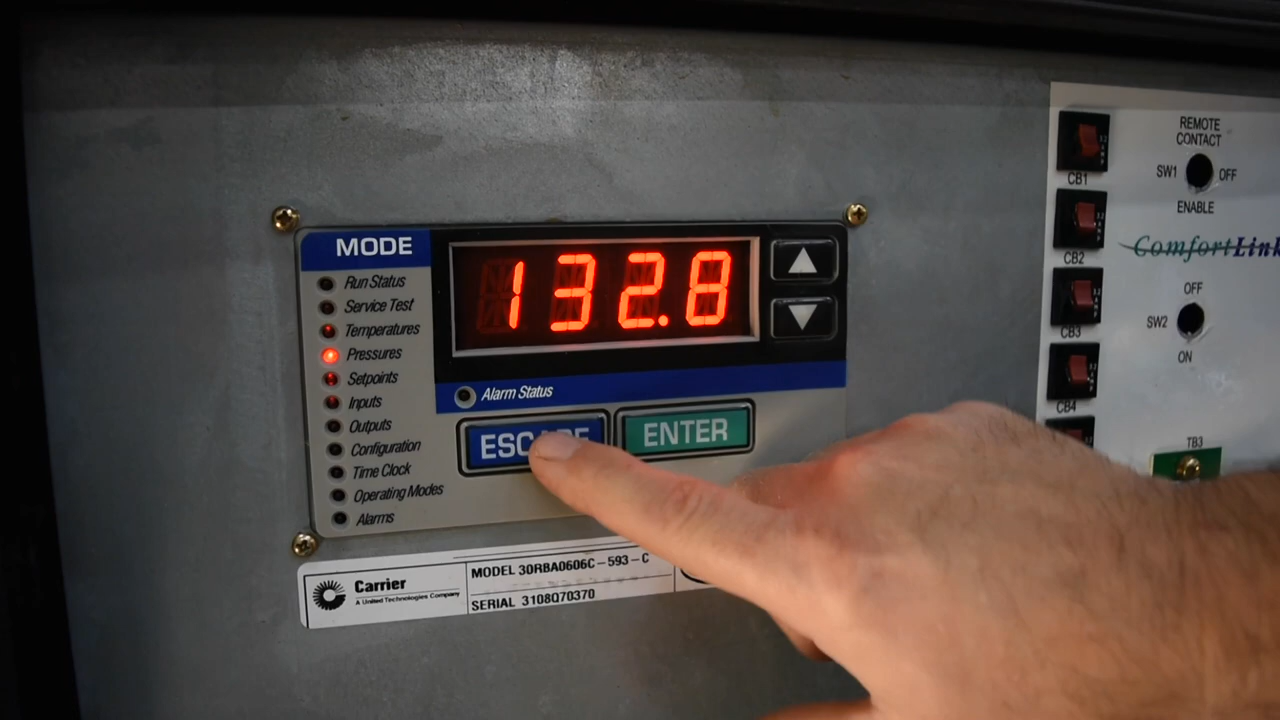 MODE
132.8
Run Status
Service Test
Temperatures
Pressures
Setpoints
Inputs
Outputs
Configuration
Time Clock
Operating Modes
Alarms
Alarm Status
ENTER
Carrier
A United Technologies Company
MODEL 30RBA0606C-593-C
SERIAL 3108Q70370
CB1
CB2
CB3
CB4
REMOTE
CONTACT
SW1 OFF
ENABLE
ComfortLink
OFF
SW2
ON
TB3